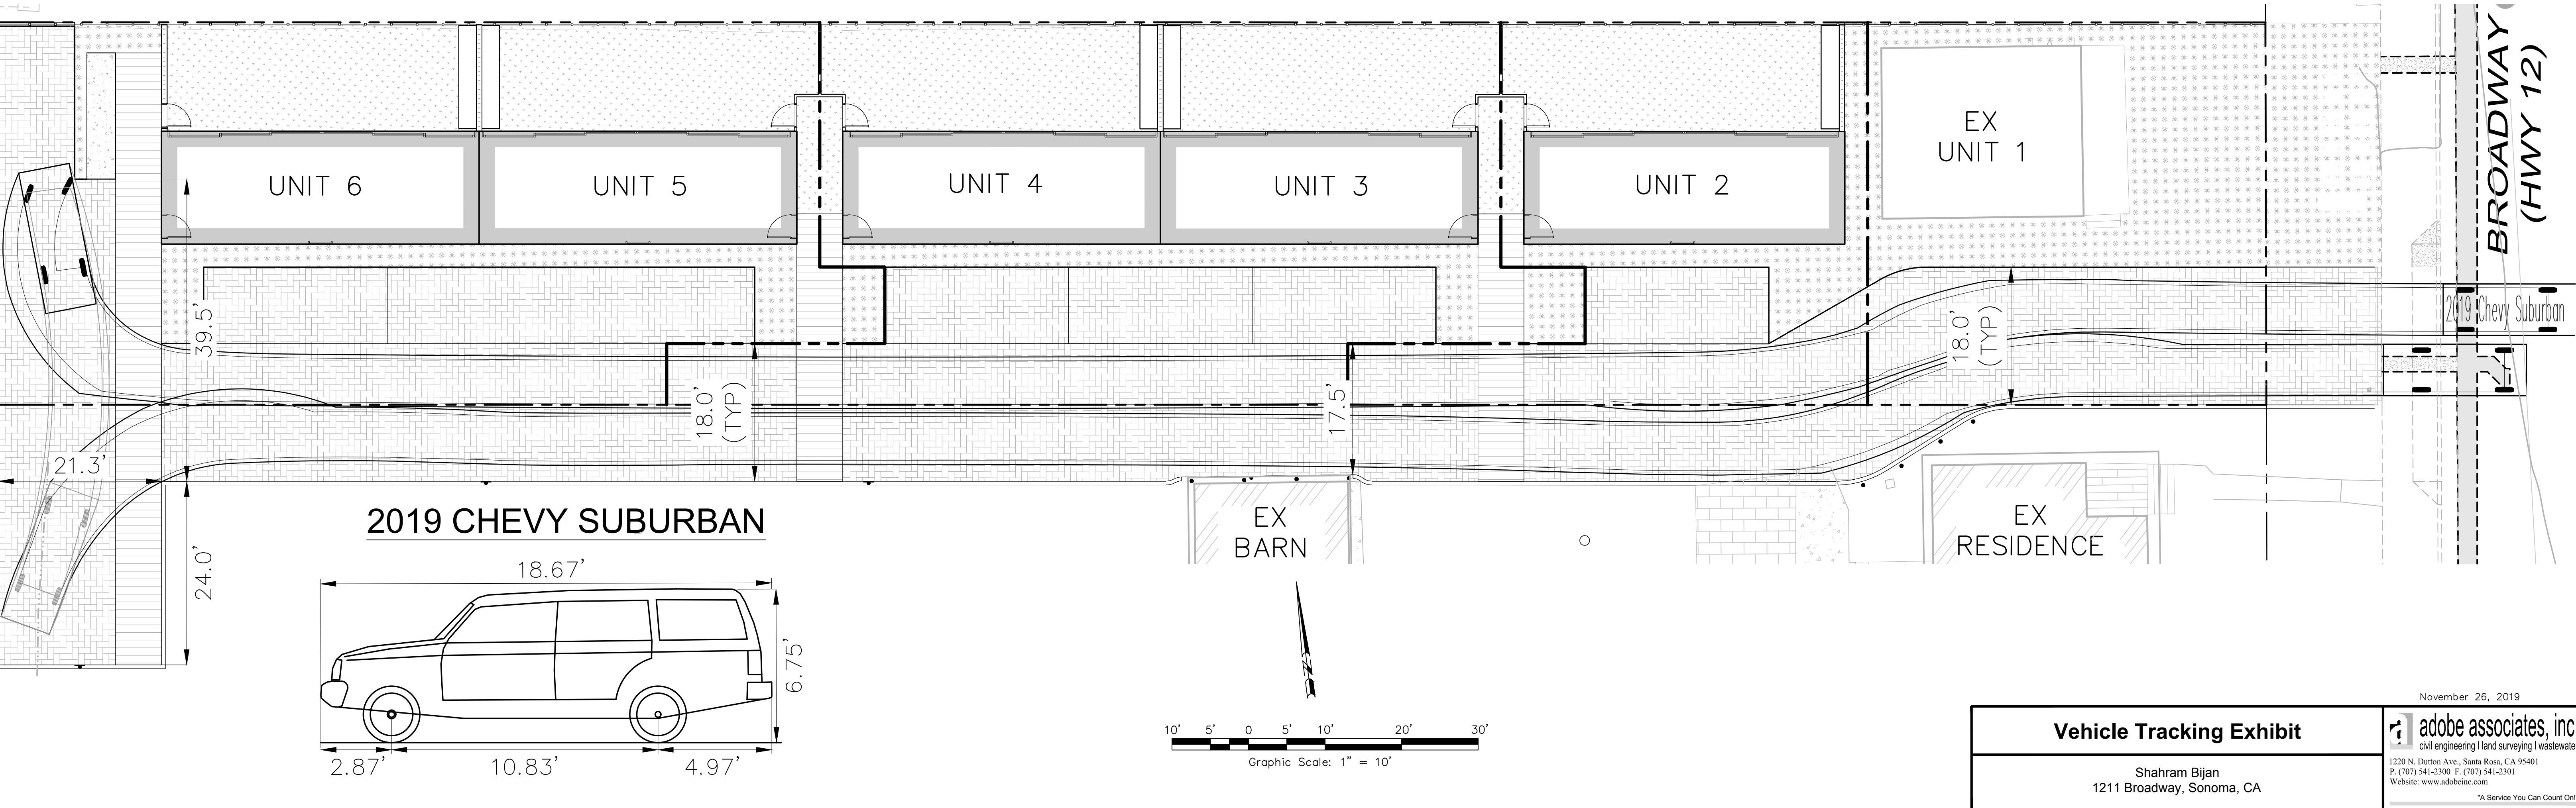 BROADWAY
(HWY 12)
EX
UNIT 1
UNIT 6
UNIT 5
UNIT 4
UNIT 3
UNIT 2
2019 Chevy Suburban
39.5'
18.0'
(TYP)
17.5'
18.0'
(TYP)
21.3'
24.0'
2019 CHEVY SUBURBAN
EX
BARN
EX
RESIDENCE
18.67'
6.75'
2.87'
10.83'
4.97'
10'
5'
0
5'
10'
20'
30'
Graphic Scale: 1" = 10'
November 26, 2019
Vehicle Tracking Exhibit
Shahram Bijan
1211 Broadway, Sonoma, CA
adobe associates, inc
civil engineering | land surveying | wastewate
1220 N. Dutton Ave., Santa Rosa, CA 95401
P. (707) 541-2300 F. (707) 541-2301
Website: www.adobeinc.com
"A Service You Can Count On!